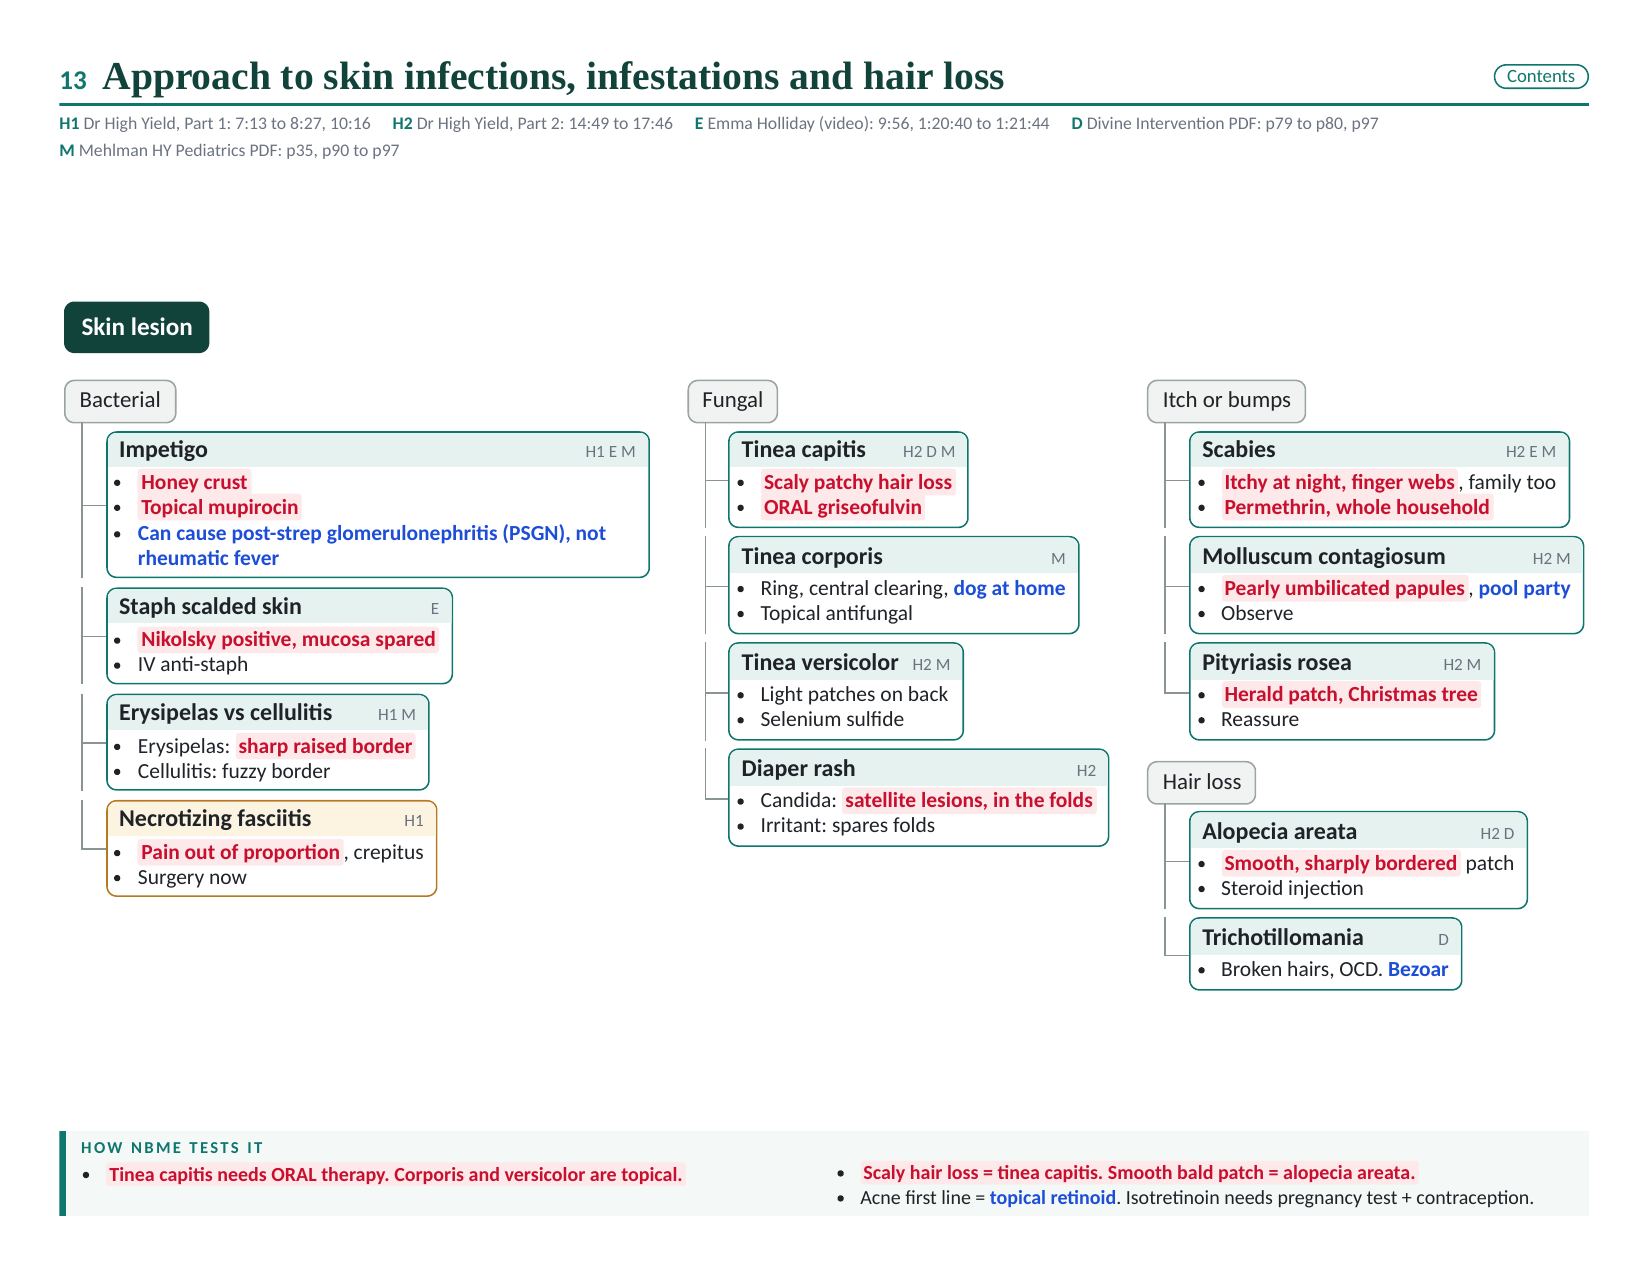 13 Approach to skin infections, infestations and hair loss
Contents
H1 Dr High Yield, Part 1: 7:13 to 8:27, 10:16 H2 Dr High Yield, Part 2: 14:49 to 17:46 E Emma Holliday (video): 9:56, 1:20:40 to 1:21:44 D Divine Intervention PDF: p79 to p80, p97
M Mehlman HY Pediatrics PDF: p35, p90 to p97
Skin lesion
Bacterial
Impetigo H1 E M
• Honey crust
• Topical mupirocin
• Can cause post-strep glomerulonephritis (PSGN), not
rheumatic fever
Staph scalded skin E
• Nikolsky positive, mucosa spared
• IV anti-staph
Erysipelas vs cellulitis H1 M
• Erysipelas: sharp raised border
• Cellulitis: fuzzy border
Necrotizing fasciitis H1
• Pain out of proportion, crepitus
• Surgery now
Fungal
Tinea capitis H2 D M
• Scaly patchy hair loss
• ORAL griseofulvin
Tinea corporis M
• Ring, central clearing, dog at home
• Topical antifungal
Tinea versicolor H2 M
• Light patches on back
• Selenium sulfide
Diaper rash H2
• Candida: satellite lesions, in the folds
• Irritant: spares folds
Itch or bumps
Scabies H2 E M
• Itchy at night, finger webs, family too
• Permethrin, whole household
Molluscum contagiosum H2 M
• Pearly umbilicated papules, pool party
• Observe
Pityriasis rosea H2 M
• Herald patch, Christmas tree
• Reassure
Hair loss
Alopecia areata H2 D
• Smooth, sharply bordered patch
• Steroid injection
Trichotillomania D
• Broken hairs, OCD. Bezoar
HOW NBME TESTS IT
• Tinea capitis needs ORAL therapy. Corporis and versicolor are topical.
• Scaly hair loss = tinea capitis. Smooth bald patch = alopecia areata.
• Acne first line = topical retinoid. Isotretinoin needs pregnancy test + contraception.